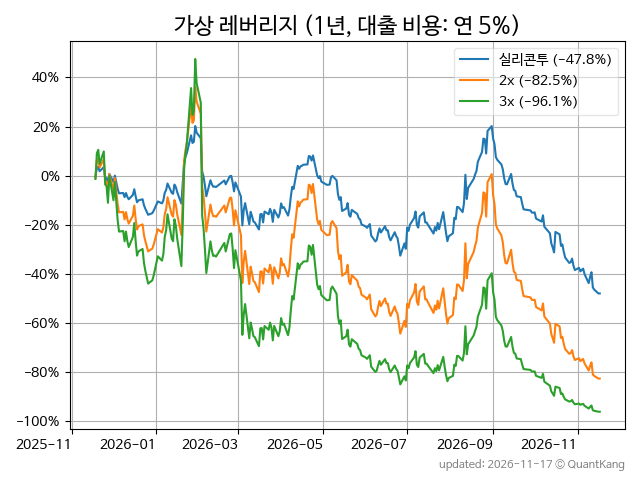 가상 레버리지 (1년, 대출 비용: 연 5%)
실리콘투 (-47.8%)
2x (-82.5%)
3x (-96.1%)
40%
20%
0%
-20%
-40%
-60%
-80%
-100%
2025-11 2026-01 2026-03 2026-05 2026-07 2026-09 2026-11
updated: 2026-11-17 © QuantKang